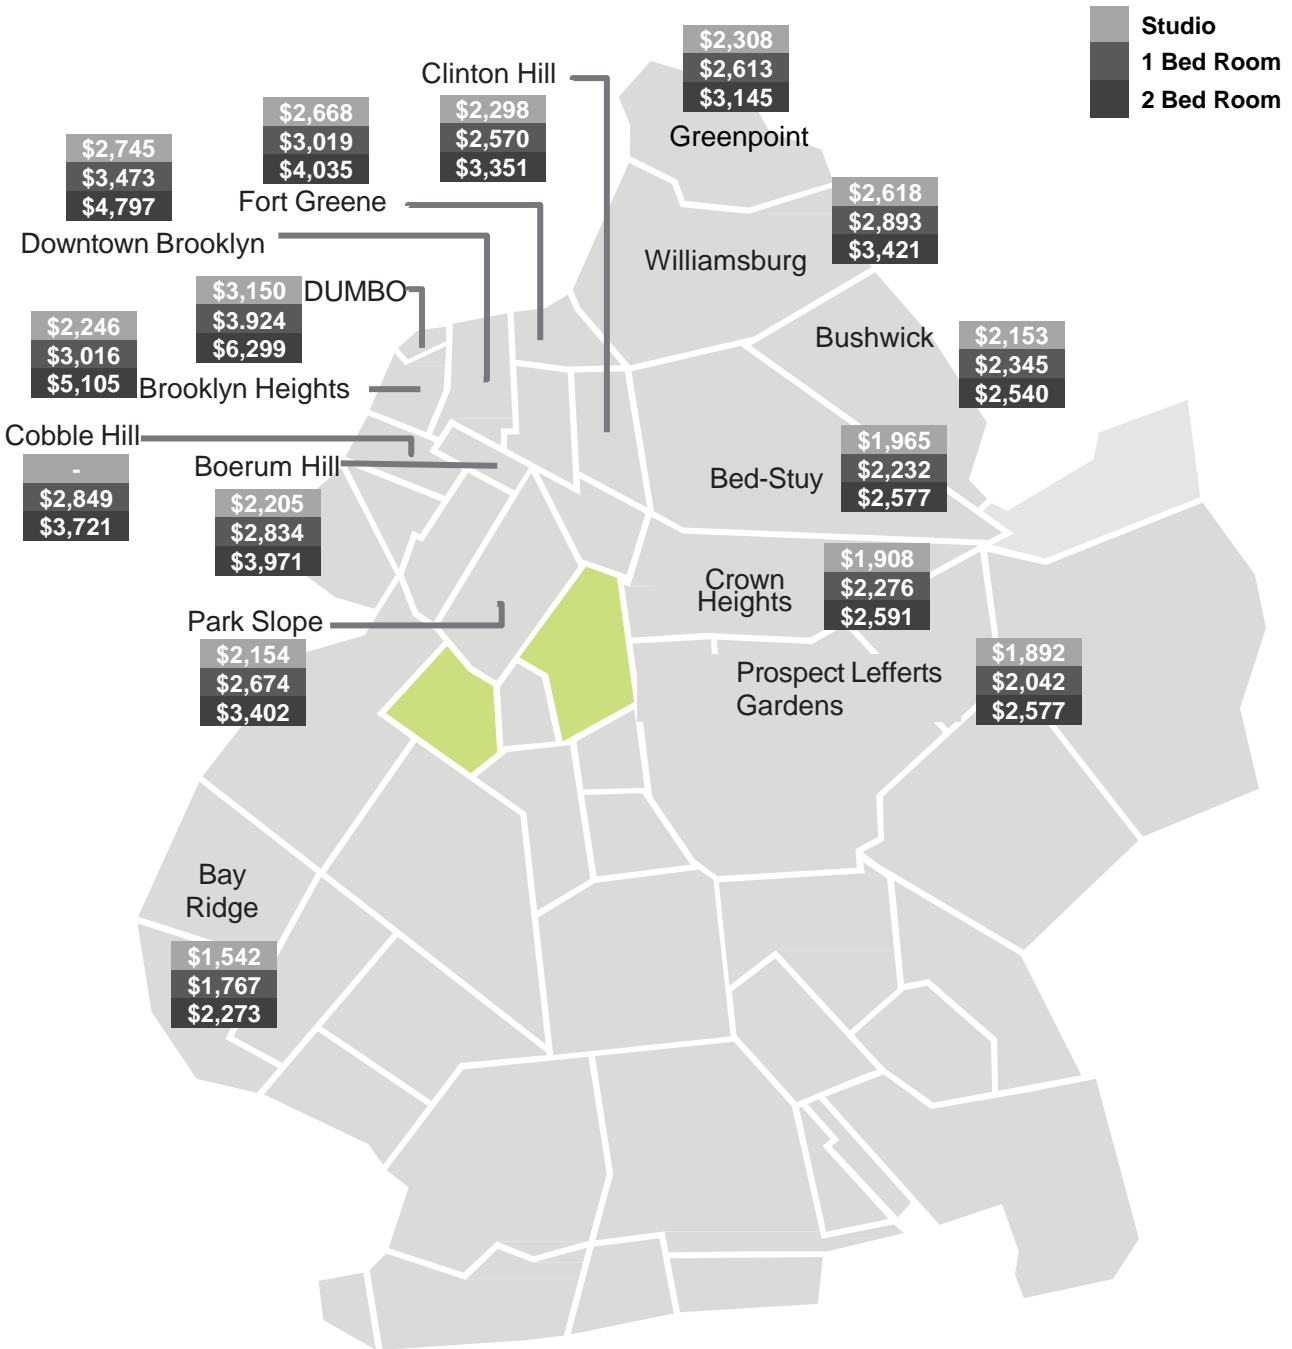 Studio
1 Bed Room
2 Bed Room
$2,308
$2,613
$3,145
Greenpoint
Clinton Hill
$2,298
$2,570
$3,351
$2,668
$3,019
$4,035
Fort Greene
$2,745
$3,473
$4,797
Downtown Brooklyn
$2,618
$2,893
$3,421
Williamsburg
$3,150
$3.924
$6,299
DUMBO
$2,246
$3,016
$5,105
Brooklyn Heights
Bushwick
$2,153
$2,345
$2,540
Cobble Hill
-
$2,849
$3,721
Boerum Hill
$2,205
$2,834
$3,971
Bed-Stuy
$1,965
$2,232
$2,577
Crown
Heights
$1,908
$2,276
$2,591
Park Slope
$2,154
$2,674
$3,402
Prospect Lefferts
Gardens
$1,892
$2,042
$2,577
Bay
Ridge
$1,542
$1,767
$2,273